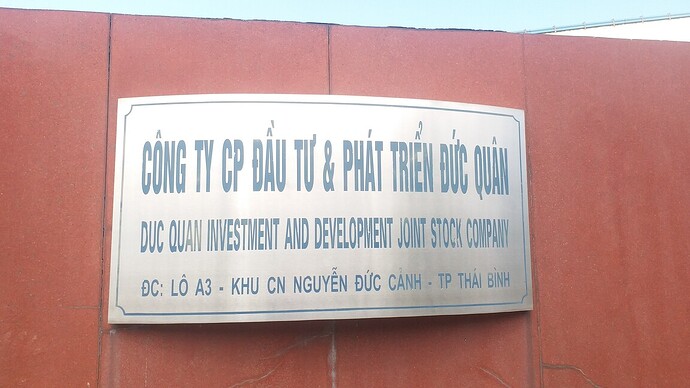 CÔNG TY CP ĐẦU TƯ & PHÁT TRIỂN ĐỨC QUÂN
DUC QUAN INVESTMENT AND DEVELOPMENT JOINT STOCK COMPANY
ĐC: LÔ A3 - KHU CN NGUYỄN ĐỨC CẢNH - TP THÁI BÌNH